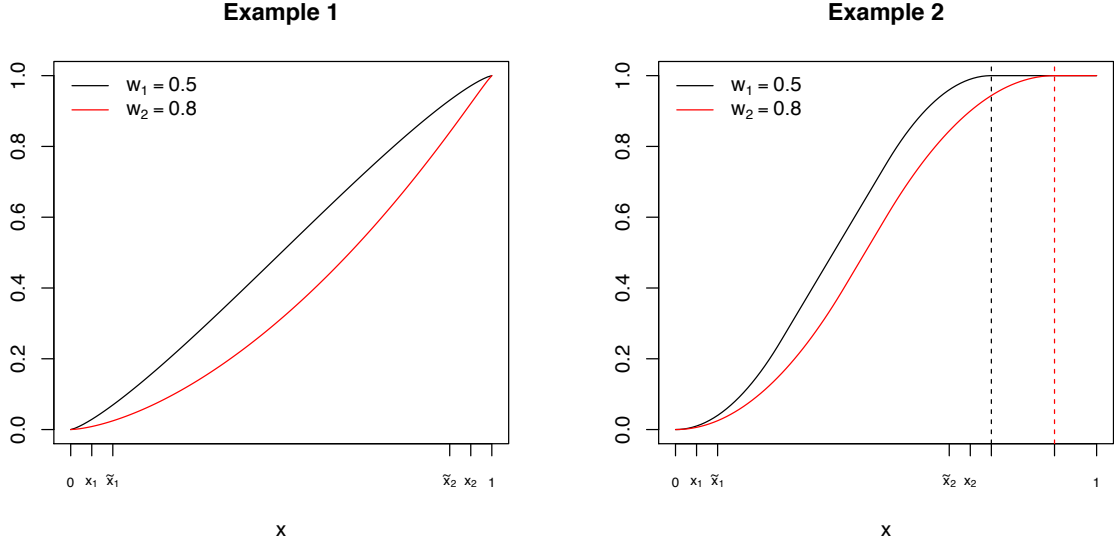 Example 1
w₁ = 0.5
w₂ = 0.8
1.0
0.8
0.6
0.4
0.2
0.0
0 x₁ x̃₁ x̃₂ x₂ 1
x
Example 2
w₁ = 0.5
w₂ = 0.8
1.0
0.8
0.6
0.4
0.2
0.0
0 x₁ x̃₁ x̃₂ x₂ 1
x